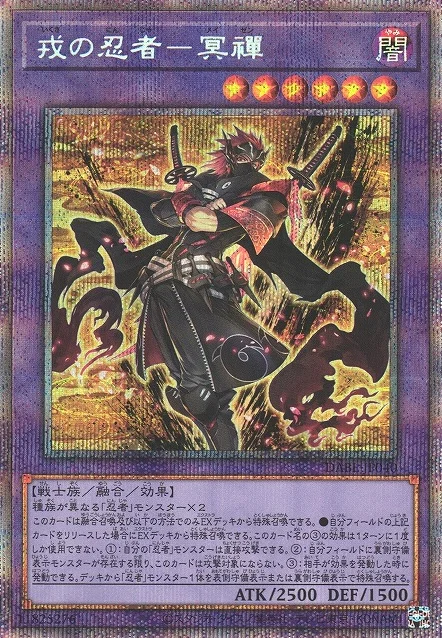 戎の忍者－冥禪
闇
DABL-JP040
【戦士族／融合／効果】
種族が異なる「忍者」モンスター×2
このカードは融合召喚及び以下の方法でのみEXデッキから特殊召喚できる。●自分フィールドの上記
カードをリリースした場合にEXデッキから特殊召喚できる。このカード名の③の効果は1ターンに1度
しか使用できない。①：自分の「忍者」モンスターは直接攻撃できる。②：自分フィールドに裏側守備
表示モンスターが存在する限り、このカードは攻撃対象にならない。③：相手が効果を発動した時に
発動できる。デッキから「忍者」モンスター1体を表側守備表示または裏側守備表示で特殊召喚する。
ATK/2500 DEF/1500